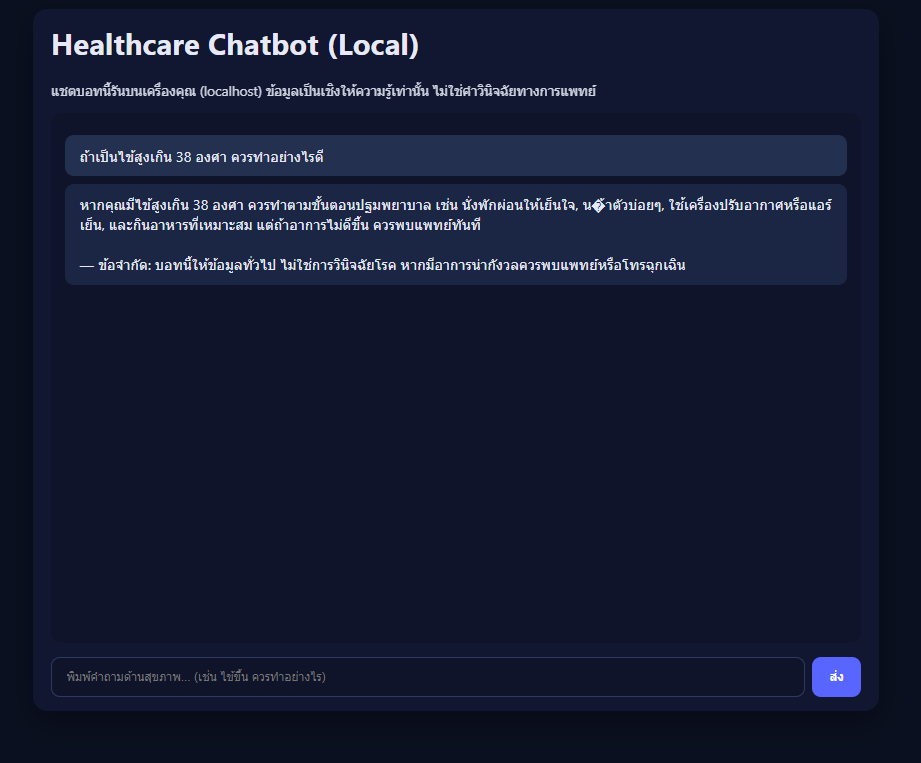 Healthcare Chatbot (Local)
แชตบอทนี้รันบนเครื่องคุณ (localhost) ข้อมูลเป็นเชิงให้ความรู้เท่านั้น ไม่ใช่คำวินิจฉัยทางการแพทย์
ถ้าเป็นไข้สูงเกิน 38 องศา ควรทำอย่างไรดี
หากคุณมีไข้สูงเกิน 38 องศา ควรทำตามขั้นตอนปฐมพยาบาล เช่น นั่งพักผ่อนให้เย็นใจ, น�้าตัวบ่อยๆ, ใช้เครื่องปรับอากาศหรือแอร์
เย็น, และกินอาหารที่เหมาะสม แต่ถ้าอาการไม่ดีขึ้น ควรพบแพทย์ทันที
— ข้อจำกัด: บอทนี้ให้ข้อมูลทั่วไป ไม่ใช่การวินิจฉัยโรค หากมีอาการน่ากังวลควรพบแพทย์หรือโทรฉุกเฉิน
พิมพ์คำถามด้านสุขภาพ... (เช่น ไข้ขึ้น ควรทำอย่างไร)
ส่ง